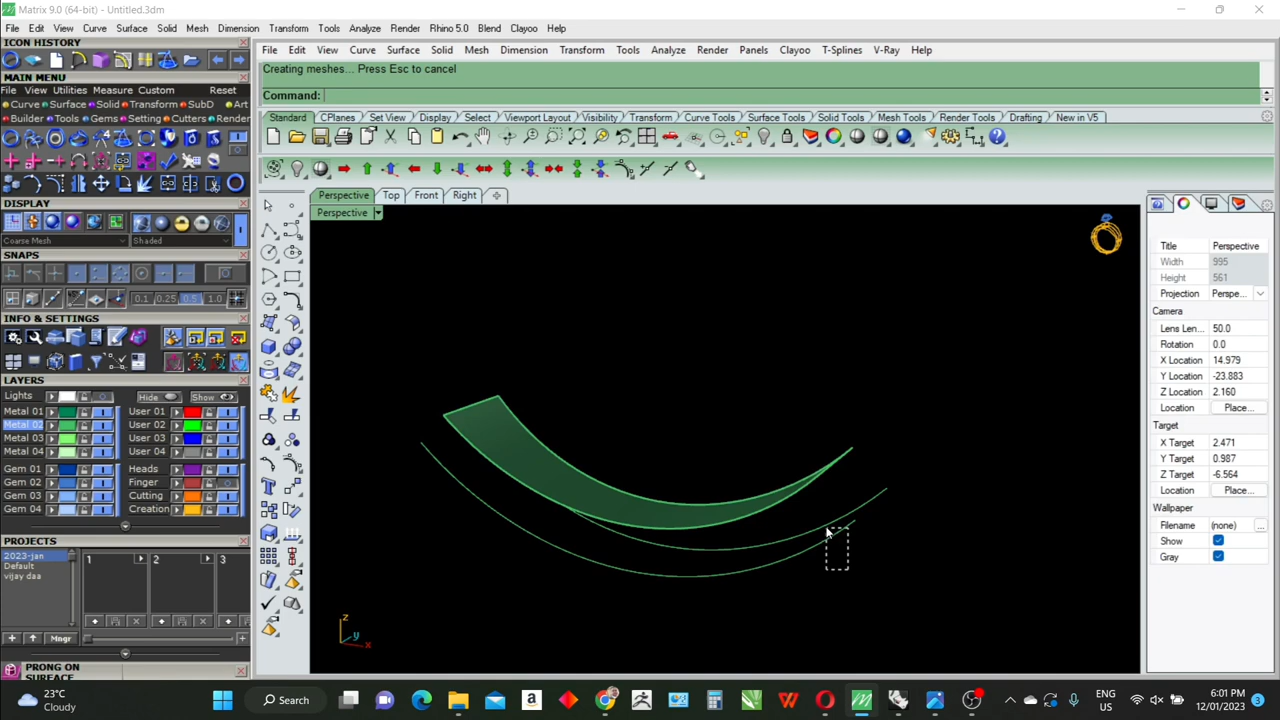 Matrix 9.0 (64-bit) - Untitled.3dm
File Edit View Curve Surface Solid Mesh Dimension Transform Tools Analyze Render Rhino 5.0 Blend Clayoo Help
ICON HISTORY
MAIN MENU
File View Utilities Measure Custom Reset
Curve Surface Solid Transform SubD Art
Builder Tools Gems Setting Cutters Render
DISPLAY
Coarse Mesh Shaded
SNAPS
0.1 0.25 0.5 1.0
INFO & SETTINGS
LAYERS
Lights Hide Show
Metal 01 User 01
Metal 02 User 02
Metal 03 User 03
Metal 04 User 04
Gem 01 Heads
Gem 02 Finger
Gem 03 Cutting
Gem 04 Creation
PROJECTS
2023-jan 1 2 3
Default
vijay daa
Mngr
PRONG ON
SURFACE
File Edit View Curve Surface Solid Mesh Dimension Transform Tools Analyze Render Panels Clayoo T-Splines V-Ray Help
Creating meshes... Press Esc to cancel
Command:
Standard CPlanes Set View Display Select Viewport Layout Visibility Transform Curve Tools Surface Tools Solid Tools Mesh Tools Render Tools Drafting New in V5
Perspective Top Front Right
Perspective
z
y
x
Title Perspective
Width 995
Height 561
Projection Perspe...
Camera
Lens Len... 50.0
Rotation 0.0
X Location 14.979
Y Location -23.883
Z Location 2.160
Location Place...
Target
X Target 2.471
Y Target 0.987
Z Target -6.564
Location Place...
Wallpaper
Filename (none) ...
Show
Gray
23°C
Cloudy
Search
ENG
US
6:01 PM
12/01/2023
3